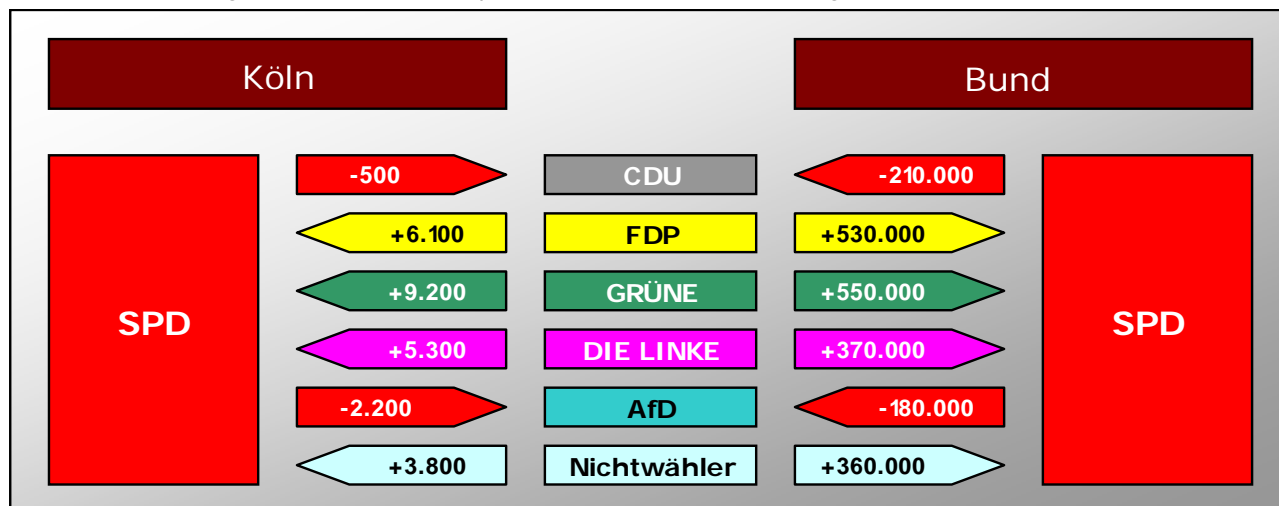 Köln Bund
-500 CDU -210.000
+6.100 FDP +530.000
+9.200 GRÜNE +550.000
SPD SPD
+5.300 DIE LINKE +370.000
-2.200 AfD -180.000
+3.800 Nichtwähler +360.000